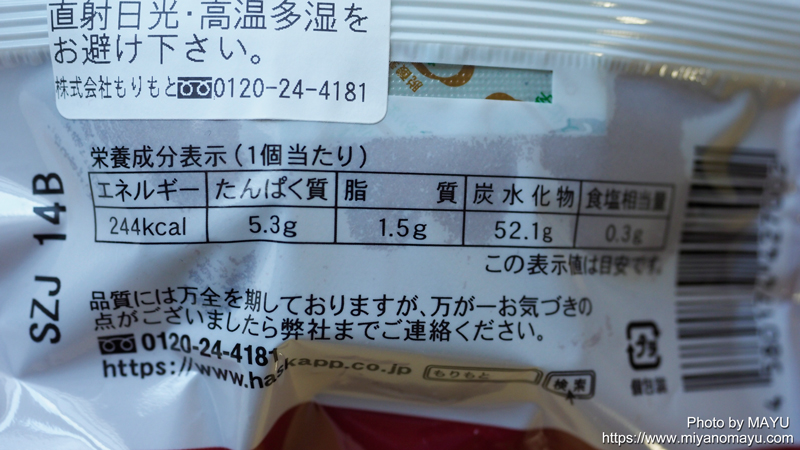 直射日光・高温多湿を
お避け下さい。
株式会社もりもと 0120-24-4181
栄養成分表示(1個当たり)
エネルギー たんぱく質 脂質 炭水化物 食塩相当量
244kcal 5.3g 1.5g 52.1g 0.3g
この表示値は目安です。
SZJ 14B
品質には万全を期しておりますが、万が一お気づきの
点がございましたら弊社までご連絡ください。
0120-24-4181
https://www.haskapp.co.jp もりもと 検索
個包装
Photo by MAYU
https://www.miyanomayu.com/